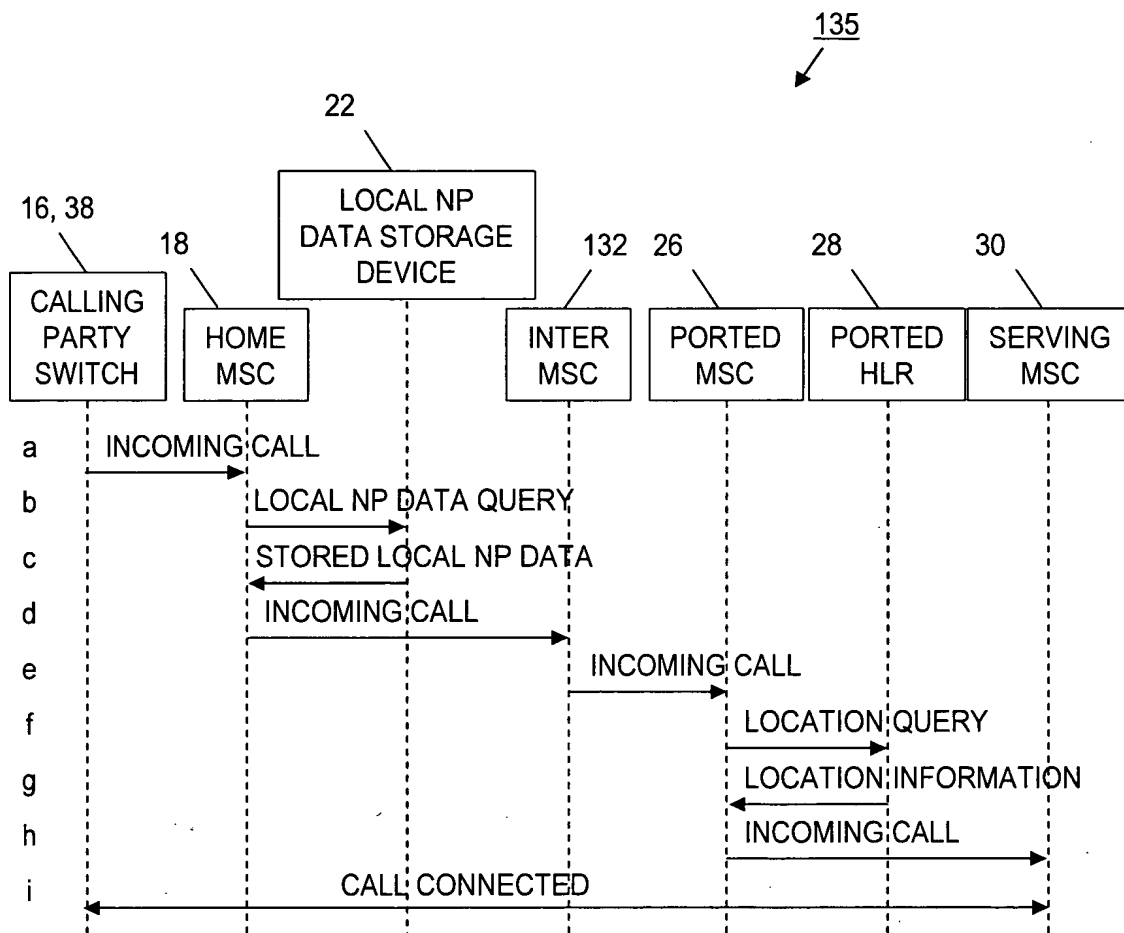 135
22
LOCAL NP
DATA STORAGE
DEVICE
16, 38
CALLING
PARTY
SWITCH
18
HOME
MSC
132
INTER
MSC
26
PORTED
MSC
28
PORTED
HLR
30
SERVING
MSC
a INCOMING CALL
b LOCAL NP DATA QUERY
c STORED LOCAL NP DATA
d INCOMING CALL
e INCOMING CALL
f LOCATION QUERY
g LOCATION INFORMATION
h INCOMING CALL
i CALL CONNECTED